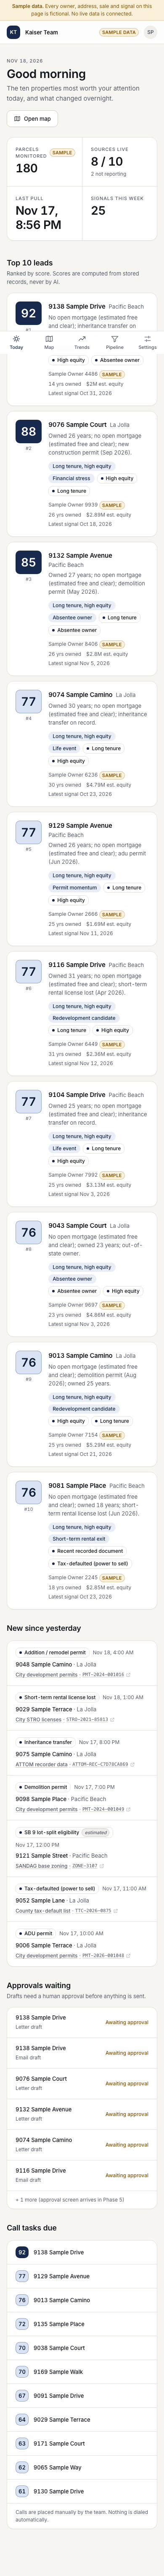 Sample data. Every owner, address, sale and signal on this
page is fictional. No live data is connected.
KT Kaiser Team SAMPLE DATA SP
NOV 18, 2026
Good morning
The ten properties most worth your attention
today, and what changed overnight.
Open map
PARCELS
MONITORED SAMPLE
180
SOURCES LIVE
8 / 10
2 not reporting
LAST PULL
Nov 17,
8:56 PM
SIGNALS THIS WEEK
25
Top 10 leads
Ranked by score. Scores are computed from stored
records, never by AI.
92
#1
9138 Sample Drive Pacific Beach
Owned 14 years; no open mortgage (estimated free
and clear); inheritance transfer on
Today Map Trends Pipeline Settings
High equity Absentee owner
Sample Owner 4486 SAMPLE
14 yrs owned $2M est. equity
Latest signal Oct 31, 2026
88
#2
9076 Sample Court La Jolla
Owned 26 years; no open mortgage
(estimated free and clear); new
construction permit (Sep 2026).
Long tenure, high equity
Financial stress High equity
Long tenure
Sample Owner 9939 SAMPLE
26 yrs owned $2.89M est. equity
Latest signal Oct 18, 2026
85
#3
9132 Sample Avenue
Pacific Beach
Owned 27 years; no open mortgage
(estimated free and clear); demolition
permit (May 2026).
Long tenure, high equity
Absentee owner Long tenure
Absentee owner
Sample Owner 8406 SAMPLE
26 yrs owned $2.8M est. equity
Latest signal Nov 5, 2026
77
#4
9074 Sample Camino La Jolla
Owned 30 years; no open mortgage
(estimated free and clear); inheritance
transfer on record.
Long tenure, high equity
Life event Long tenure
High equity
Sample Owner 6236 SAMPLE
30 yrs owned $4.79M est. equity
Latest signal Oct 23, 2026
77
#5
9129 Sample Avenue
Pacific Beach
Owned 26 years; no open mortgage
(estimated free and clear); adu permit
(Jun 2026).
Long tenure, high equity
Permit momentum Long tenure
High equity
Sample Owner 2666 SAMPLE
25 yrs owned $1.69M est. equity
Latest signal Nov 11, 2026
77
#6
9116 Sample Drive Pacific Beach
Owned 31 years; no open mortgage
(estimated free and clear); short-term
rental license lost (Apr 2026).
Long tenure, high equity
Redevelopment candidate
Long tenure High equity
Sample Owner 6449 SAMPLE
31 yrs owned $2.36M est. equity
Latest signal Nov 12, 2026
77
#7
9104 Sample Drive Pacific Beach
Owned 25 years; no open mortgage
(estimated free and clear); inheritance
transfer on record.
Long tenure, high equity
Life event Long tenure
High equity
Sample Owner 7992 SAMPLE
25 yrs owned $3.13M est. equity
Latest signal Nov 3, 2026
76
#8
9043 Sample Court La Jolla
No open mortgage (estimated free
and clear); owned 23 years; out-of-
state owner.
Long tenure, high equity
Absentee owner
Absentee owner High equity
Sample Owner 9697 SAMPLE
23 yrs owned $4.66M est. equity
Latest signal Nov 3, 2026
76
#9
9013 Sample Camino La Jolla
No open mortgage (estimated free
and clear); demolition permit (Aug
2026); owned 25 years.
Long tenure, high equity
Redevelopment candidate
High equity Long tenure
Sample Owner 7154 SAMPLE
25 yrs owned $5.29M est. equity
Latest signal Oct 21, 2026
76
#10
9081 Sample Place Pacific Beach
No open mortgage (estimated free
and clear); owned 18 years; short-
term rental license lost (Jun 2026).
Long tenure, high equity
Short-term rental exit
Recent recorded document
Tax-defaulted (power to sell)
Sample Owner 2245 SAMPLE
18 yrs owned $2.85M est. equity
Latest signal Oct 23, 2026
New since yesterday
Addition / remodel permit Nov 18, 4:00 AM
9048 Sample Camino · La Jolla
City development permits · PMT-2024-001016
Short-term rental license lost Nov 18, 1:00 AM
9029 Sample Terrace · La Jolla
City STRO licenses · STRO-2021-05913
Inheritance transfer Nov 17, 8:00 PM
9075 Sample Camino · La Jolla
ATTOM recorder data ·
Demolition permit Nov 17, 7:00 PM
9098 Sample Place · Pacific Beach
City development permits · PMT-2024-001043
SB 9 lot-split eligibility estimated
Nov 17, 12:00 PM
9121 Sample Street · Pacific Beach
SANDAG base zoning · ZONE-3107
Tax-defaulted (power to sell) Nov 17, 11:00 AM
9052 Sample Lane · La Jolla
County tax-default list · TTC-2026-0075
ADU permit Nov 17, 10:00 AM
9006 Sample Terrace · La Jolla
City development permits · PMT-2026-001040
Approvals waiting
Drafts need a human approval before anything is sent.
9138 Sample Drive
Letter draft
Awaiting approval
9138 Sample Drive
Email draft
Awaiting approval
9076 Sample Court
Letter draft
Awaiting approval
9132 Sample Avenue
Letter draft
Awaiting approval
9074 Sample Camino
Letter draft
Awaiting approval
9116 Sample Drive
Email draft
Awaiting approval
+ 1 more (approval screen arrives in Phase 5)
Call tasks due
92 9138 Sample Drive
77 9129 Sample Avenue
76 9013 Sample Camino
72 9135 Sample Place
70 9038 Sample Court
70 9169 Sample Walk
67 9091 Sample Drive
64 9029 Sample Terrace
63 9171 Sample Court
62 9065 Sample Way
61 9130 Sample Drive
Calls are placed manually by the team. Nothing is dialed
automatically.